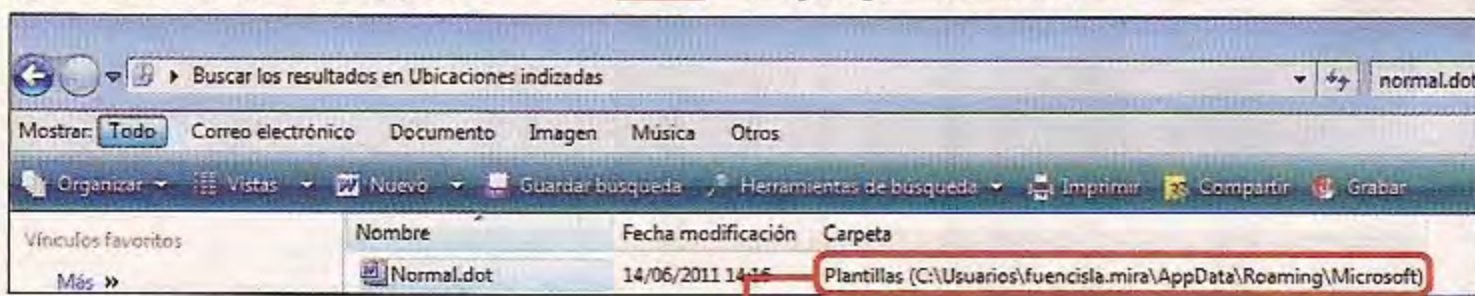 Buscar los resultados en Ubicaciones indizadas normal.dot
Mostrar: Todo Correo electrónico Documento Imagen Música Otros
Organizar Vistas Nuevo Guardar búsqueda Herramientas de búsqueda Imprimir Compartir Grabar
Vínculos favoritos Nombre Fecha modificación Carpeta
Más » Normal.dot 14/06/2011 14:16 Plantillas (C:\Usuarios\fuencisla.mira\AppData\Roaming\Microsoft)